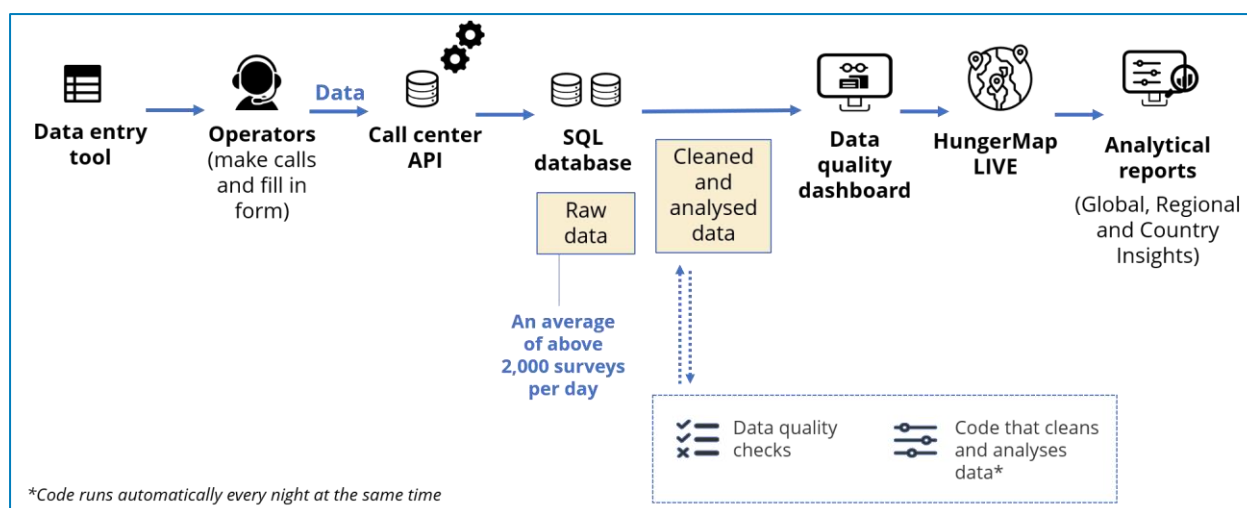 Data entry
tool
Operators
(make calls
and fill in
form)
Data
Call center
API
SQL
database
Raw
data
An average
of above
2,000 surveys
per day
Cleaned
and
analysed
data
Data
quality
dashboard
HungerMap
LIVE
Analytical
reports
(Global, Regional
and Country
Insights)
Data quality
checks
Code that cleans
and analyses
data*
*Code runs automatically every night at the same time